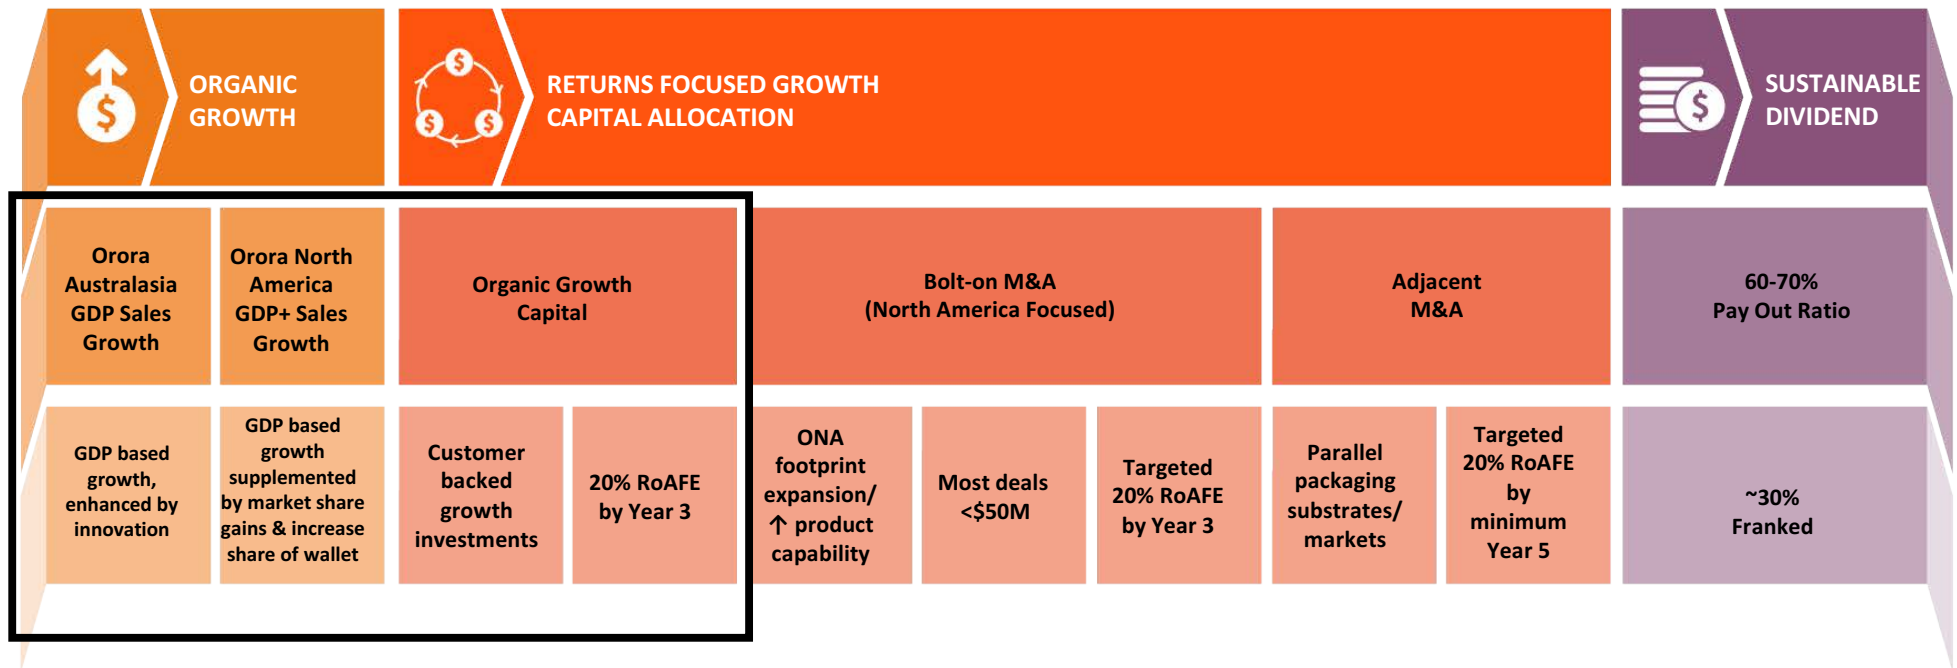 ORGANIC
GROWTH
RETURNS FOCUSED GROWTH
CAPITAL ALLOCATION
SUSTAINABLE
DIVIDEND
Orora
Australasia
GDP Sales
Growth
Orora North
America
GDP+ Sales
Growth
Organic Growth
Capital
Bolt-on M&A
(North America Focused)
Adjacent
M&A
60-70%
Pay Out Ratio
GDP based
growth,
enhanced by
innovation
GDP based
growth
supplemented
by market share
gains & increase
share of wallet
Customer
backed
growth
investments
20% RoAFE
by Year 3
ONA
footprint
expansion/
↑ product
capability
Most deals
<$50M
Targeted
20% RoAFE
by Year 3
Parallel
packaging
substrates/
markets
Targeted
20% RoAFE
by
minimum
Year 5
~30%
Franked